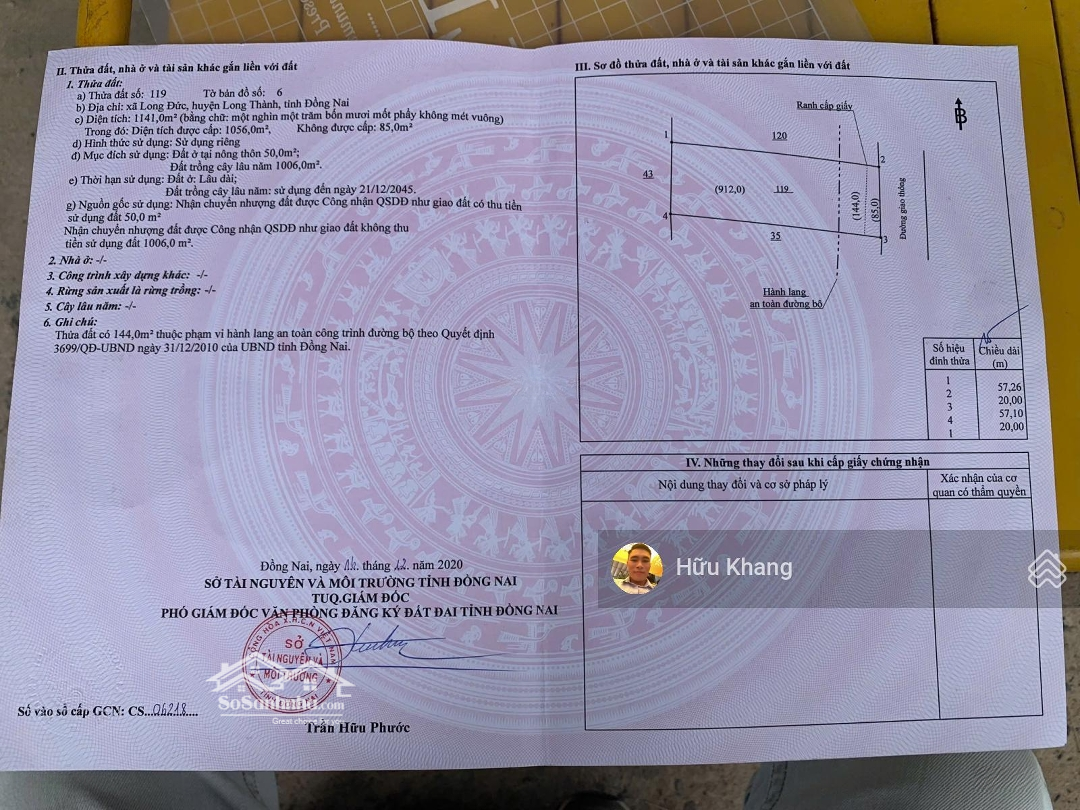 II. Thửa đất, nhà ở và tài sản khác gắn liền với đất
1. Thửa đất:
a) Thửa đất số: 119 Tờ bản đồ số: 6
b) Địa chỉ: xã Long Đức, huyện Long Thành, tỉnh Đồng Nai
c) Diện tích: 1141,0m² (bằng chữ: một nghìn một trăm bốn mươi mốt phẩy không mét vuông)
Trong đó: Diện tích được cấp: 1056,0m², Không được cấp: 85,0m²
d) Hình thức sử dụng: Sử dụng riêng
đ) Mục đích sử dụng: Đất ở tại nông thôn 50,0m²;
Đất trồng cây lâu năm 1006,0m².
e) Thời hạn sử dụng: Đất ở: Lâu dài;
Đất trồng cây lâu năm: sử dụng đến ngày 21/12/2045.
g) Nguồn gốc sử dụng: Nhận chuyển nhượng đất được Công nhận QSDĐ như giao đất có thu tiền
sử dụng đất 50,0 m²
Nhận chuyển nhượng đất được Công nhận QSDĐ như giao đất không thu
tiền sử dụng đất 1006,0 m².
2. Nhà ở: -/-
3. Công trình xây dựng khác: -/-
4. Rừng sản xuất là rừng trồng: -/-
5. Cây lâu năm: -/-
6. Ghi chú:
Thửa đất có 144,0m² thuộc phạm vi hành lang an toàn công trình đường bộ theo Quyết định
3699/QĐ-UBND ngày 31/12/2010 của UBND tỉnh Đồng Nai.
Đồng Nai, ngày tháng 12 năm 2020
SỞ TÀI NGUYÊN VÀ MÔI TRƯỜNG TỈNH ĐỒNG NAI
TUQ.GIÁM ĐỐC
PHÓ GIÁM ĐỐC VĂN PHÒNG ĐĂNG KÝ ĐẤT ĐAI TỈNH ĐỒNG NAI
SỞ
TÀI NGUYÊN VÀ
MÔI TRƯỜNG
SoSanhnha.com
Great choice for you
Số vào sổ cấp GCN: CS...06218....
Trần Hữu Phước
III. Sơ đồ thửa đất, nhà ở và tài sản khác gắn liền với đất
Ranh cấp giấy
B
1
120
2
43
(912,0)
119
(144,0)
(85,0)
Đường giao thông
4
35
3
Hành lang
an toàn đường bộ
Số hiệu đỉnh thửa
Chiều dài (m)
1
57,26
2
20,00
3
57,10
4
20,00
1
IV. Những thay đổi sau khi cấp giấy chứng nhận
Nội dung thay đổi và cơ sở pháp lý
Xác nhận của cơ
quan có thẩm quyền
Hữu Khang